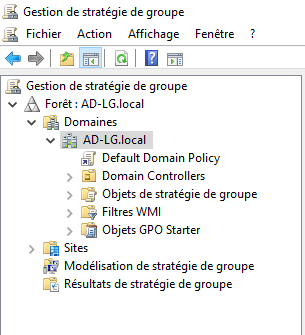 Gestion de stratégie de groupe
Fichier Action Affichage Fenêtre ?
Gestion de stratégie de groupe
Forêt : AD-LG.local
Domaines
AD-LG.local
Default Domain Policy
Domain Controllers
Objets de stratégie de groupe
Filtres WMI
Objets GPO Starter
Sites
Modélisation de stratégie de groupe
Résultats de stratégie de groupe